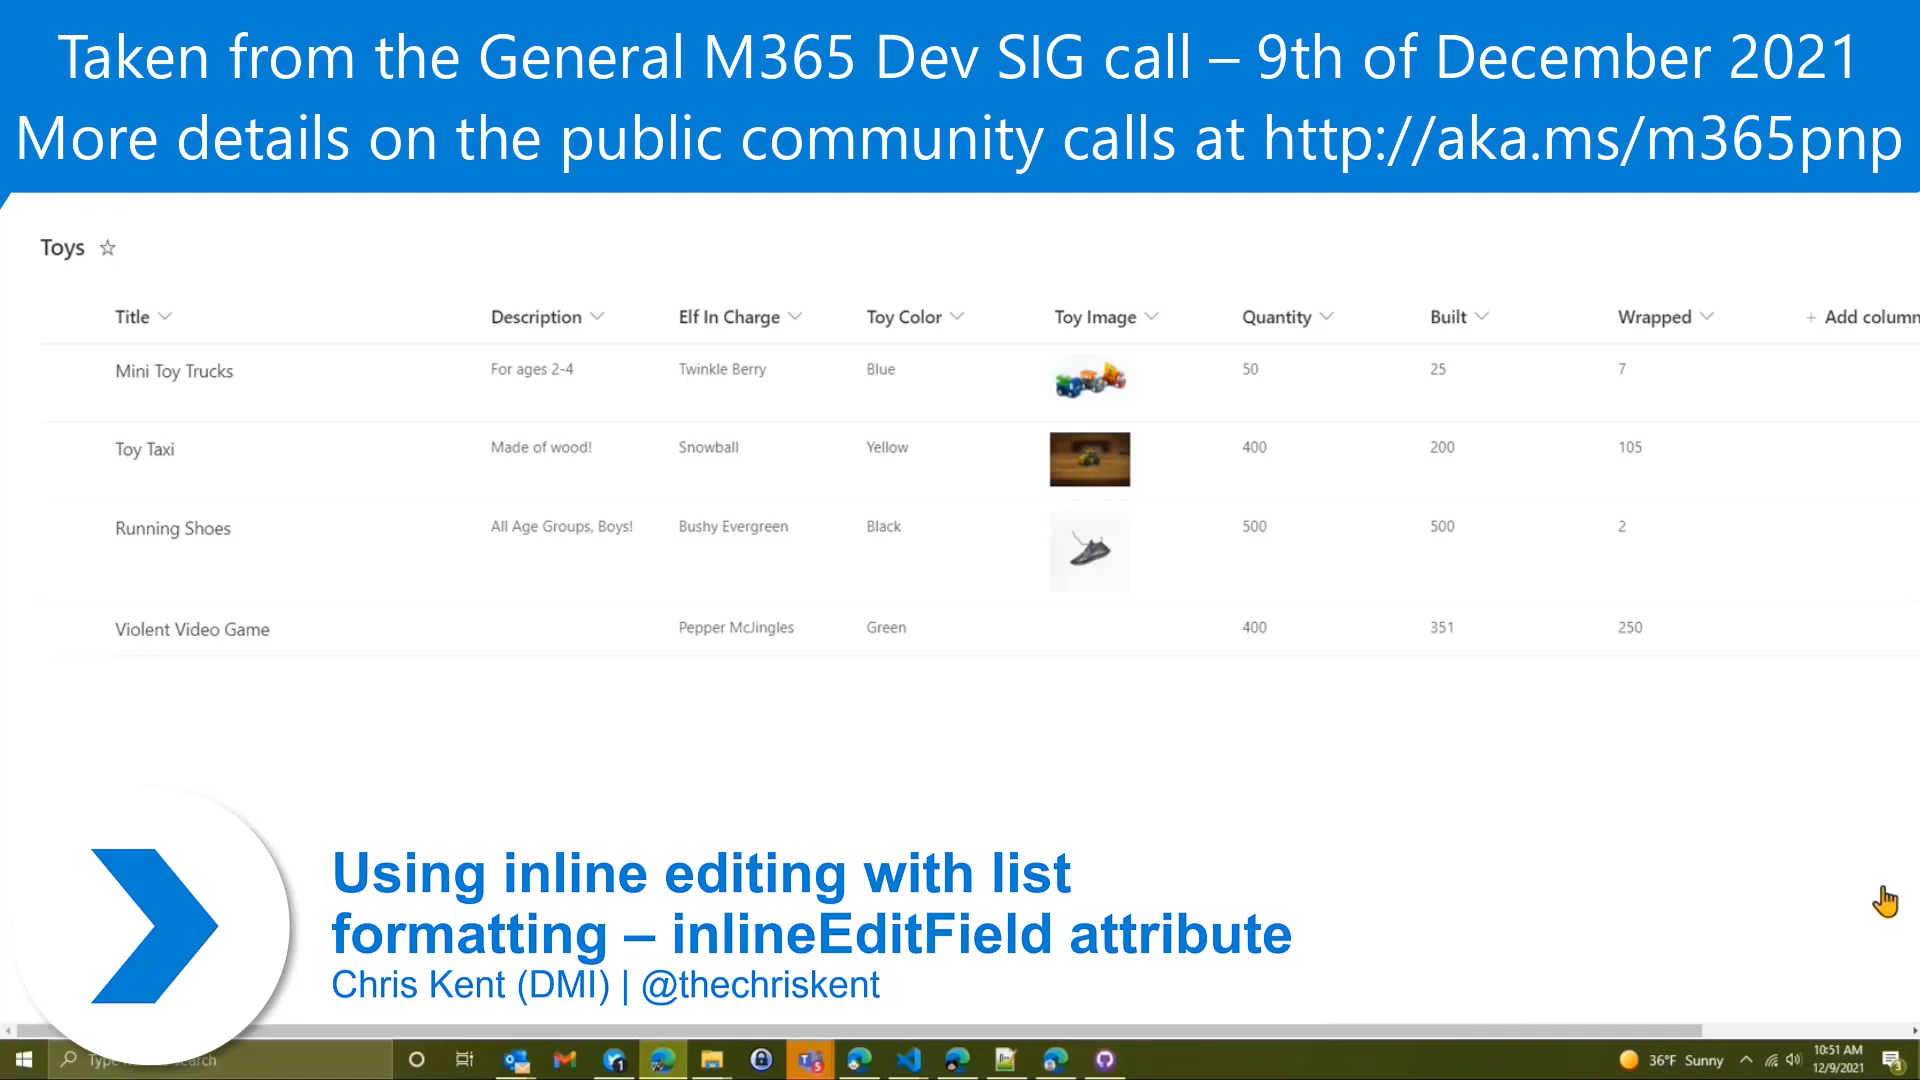 Taken from the General M365 Dev SIG call – 9th of December 2021
More details on the public community calls at http://aka.ms/m365pnp
Toys
Title Description Elf In Charge Toy Color Toy Image Quantity Built Wrapped + Add column
Mini Toy Trucks For ages 2-4 Twinkle Berry Blue 50 25 7
Toy Taxi Made of wood! Snowball Yellow 400 200 105
Running Shoes All Age Groups, Boys! Bushy Evergreen Black 500 500 2
Violent Video Game Pepper McJingles Green 400 351 250
Using inline editing with list
formatting – inlineEditField attribute
Chris Kent (DMI) | @thechriskent
36°F Sunny
10:51 AM
12/9/2021